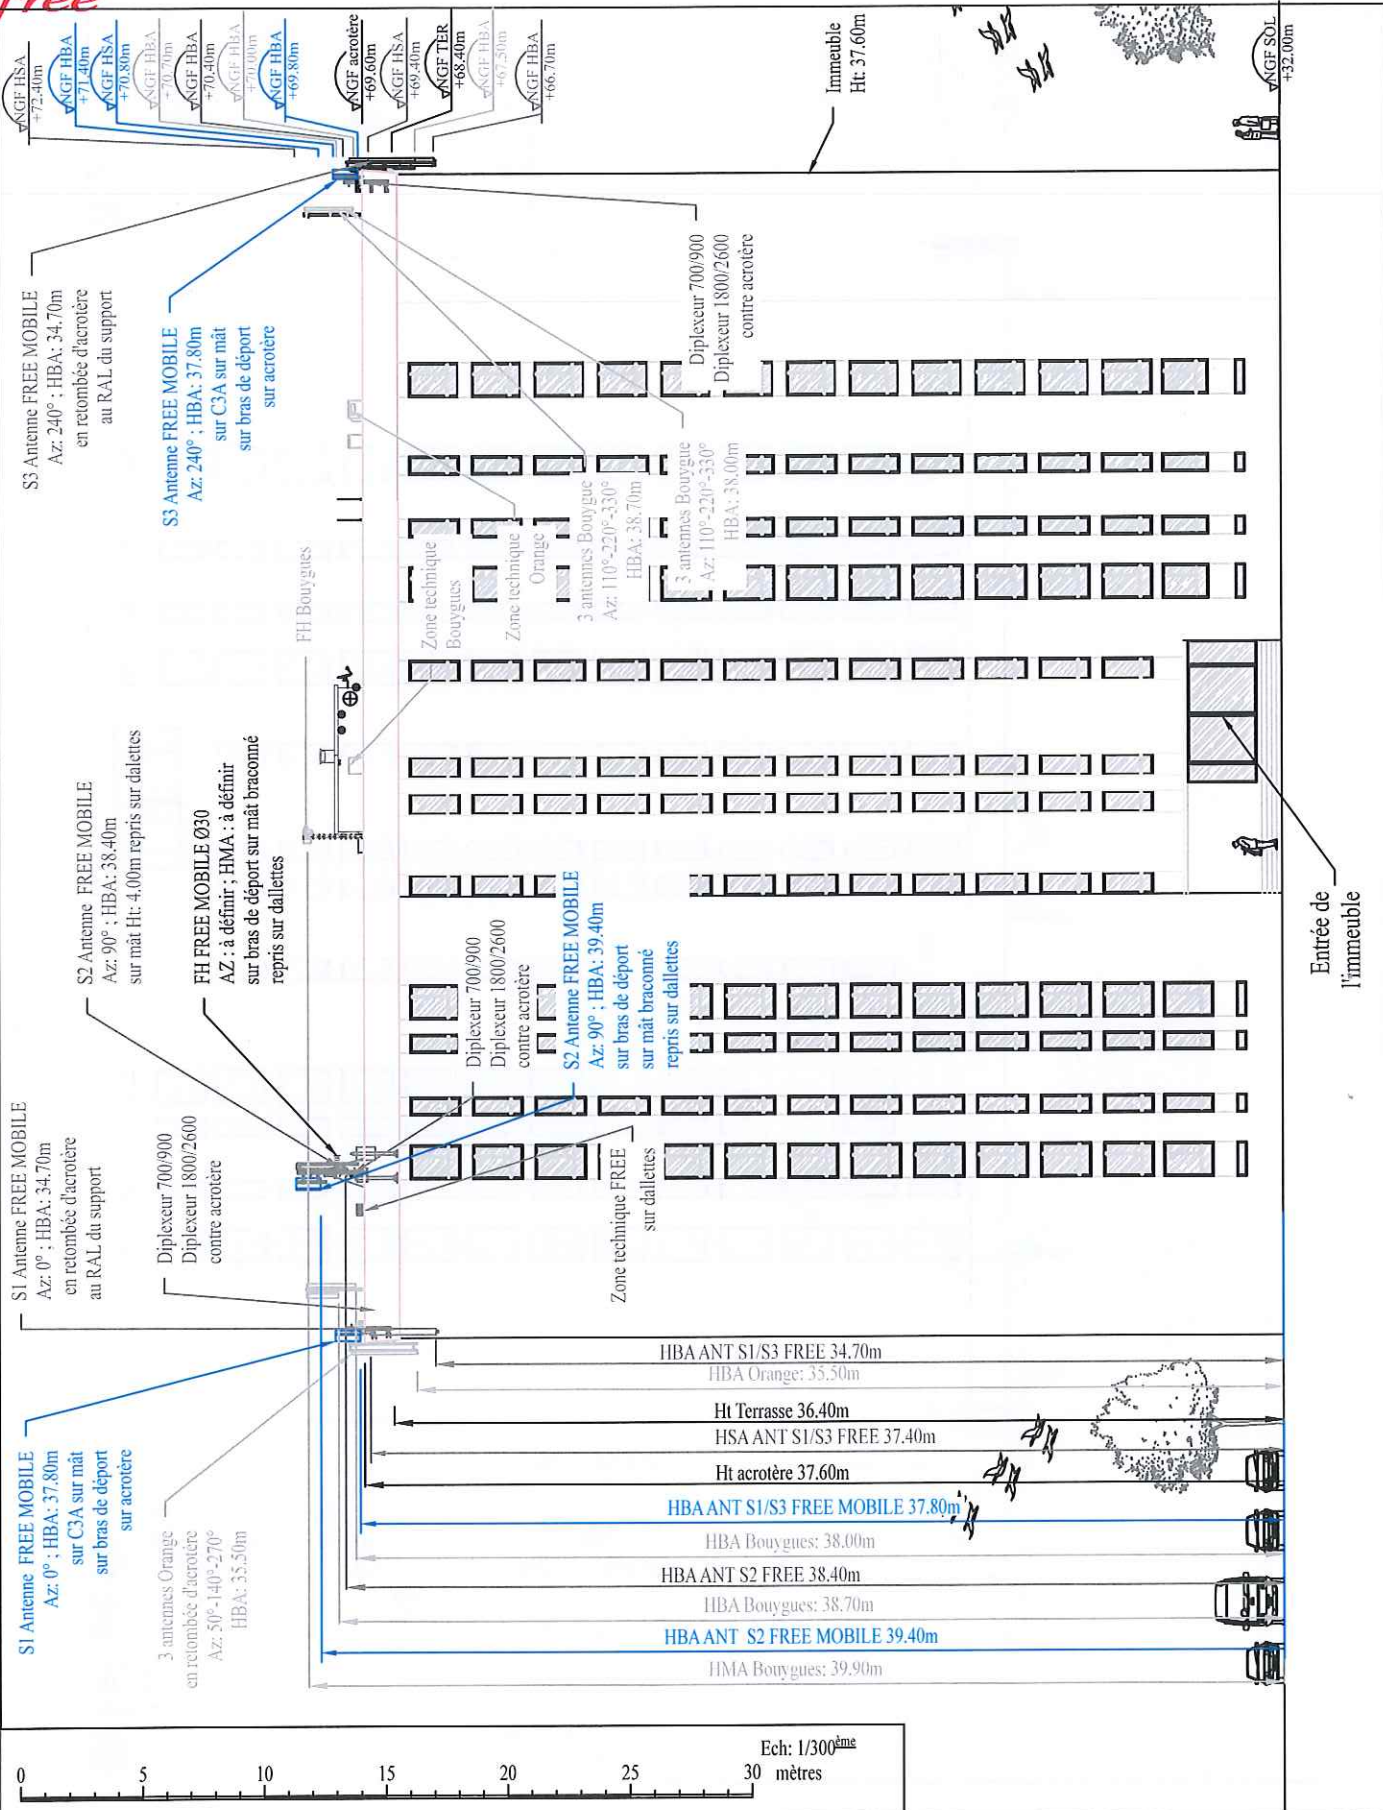 free
NGF HSA
+72.40m
NGF HBA
+71.40m
NGF HSA
+70.80m
NGF HBA
+70.70m
NGF HBA
+70.40m
NGF HBA
+70.00m
NGF HBA
+69.80m
NGF acrotère
+69.60m
NGF HSA
+69.40m
NGF TER
+68.40m
NGF HBA
+67.50m
NGF HBA
+66.70m
Immeuble
Ht: 37.60m
NGF SOL
+32.00m
S3 Antenne FREE MOBILE
Az: 240° ; HBA: 34.70m
en retombée d'acrotère
au RAL du support
S3 Antenne FREE MOBILE
Az: 240° ; HBA: 37.80m
sur C3A sur mât
sur bras de déport
sur acrotère
Diplexeur 700/900
Diplexeur 1800/2600
contre acrotère
FH Bouygues
Zone technique
Bouygues
Zone technique
Orange
3 antennes Bouygue
Az: 110°-220°-330°
HBA: 38.70m
3 antennes Bouygue
Az: 110°-220°-330°
HBA: 38.00m
S2 Antenne FREE MOBILE
Az: 90° ; HBA: 38.40m
sur mât Ht: 4.00m repris sur dalettes
FH FREE MOBILE Ø30
AZ : à définir ; HMA : à définir
sur bras de déport sur mât braconné
repris sur dallettes
Diplexeur 700/900
Diplexeur 1800/2600
contre acrotère
S2 Antenne FREE MOBILE
Az: 90° ; HBA: 39.40m
sur bras de déport
sur mât braconné
repris sur dallettes
Entrée de
l'immeuble
S1 Antenne FREE MOBILE
Az: 0° ; HBA: 34.70m
en retombée d'acrotère
au RAL du support
Diplexeur 700/900
Diplexeur 1800/2600
contre acrotère
Zone technique FREE
sur dallettes
S1 Antenne FREE MOBILE
Az: 0° ; HBA: 37.80m
sur C3A sur mât
sur bras de déport
sur acrotère
3 antennes Orange
en retombée d'acrotère
Az: 50°-140°-270°
HBA: 35.50m
HBA ANT S1/S3 FREE 34.70m
HBA Orange: 35.50m
Ht Terrasse 36.40m
HSA ANT S1/S3 FREE 37.40m
Ht acrotère 37.60m
HBA ANT S1/S3 FREE MOBILE 37.80m
HBA Bouygues: 38.00m
HBA ANT S2 FREE 38.40m
HBA Bouygues: 38.70m
HBA ANT S2 FREE MOBILE 39.40m
HMA Bouygues: 39.90m
Ech: 1/300ème
0 5 10 15 20 25 30 mètres